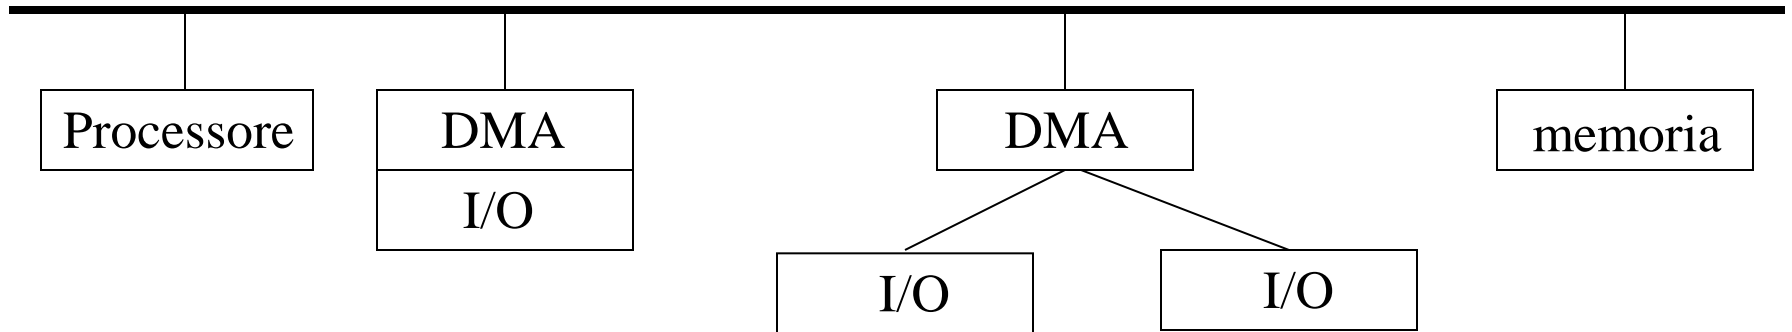 Processore
DMA
I/O
DMA
I/O
I/O
memoria